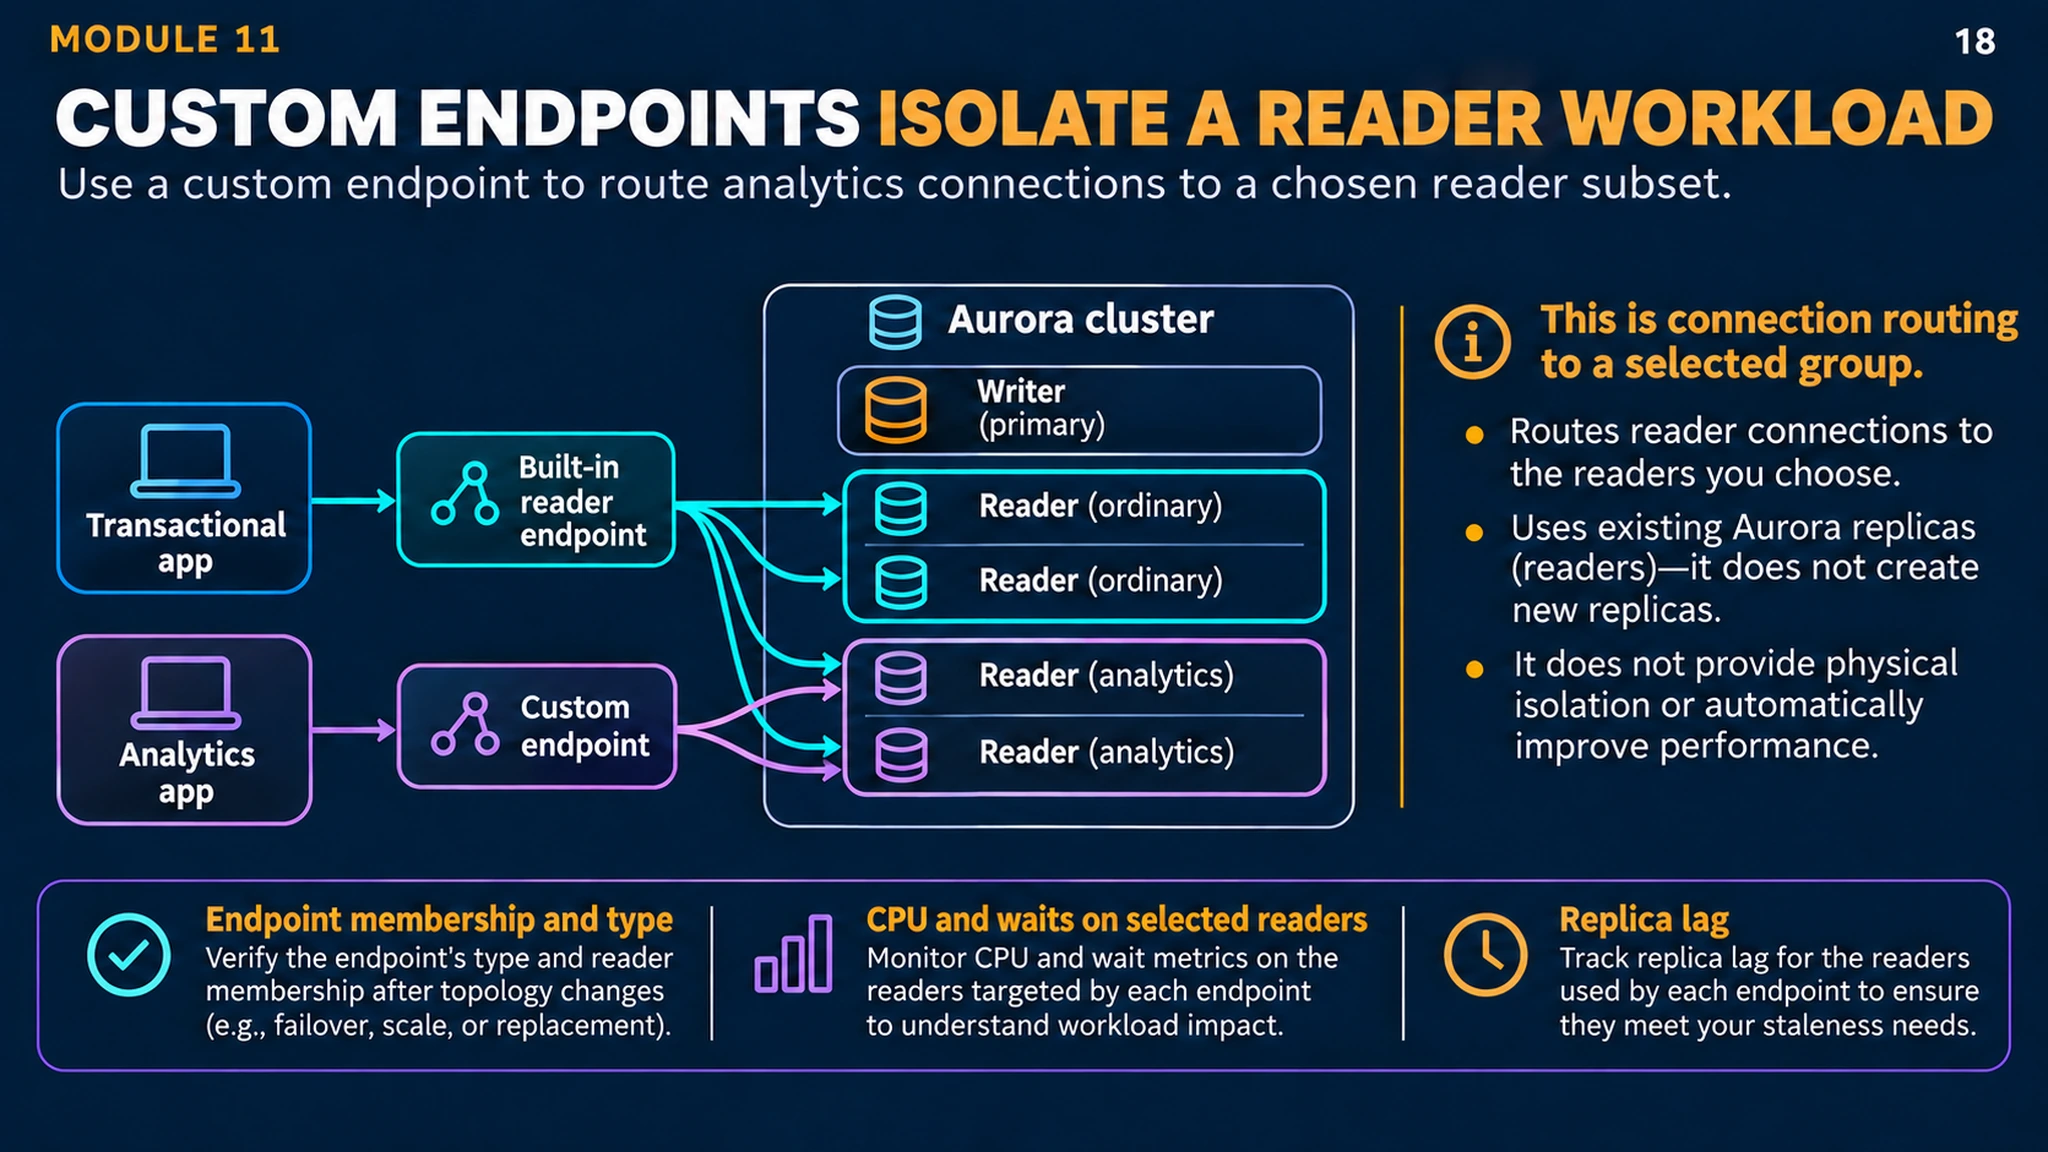 MODULE 11
18
CUSTOM ENDPOINTS ISOLATE A READER WORKLOAD
Use a custom endpoint to route analytics connections to a chosen reader subset.
Transactional
app
Analytics
app
Built-in
reader
endpoint
Custom
endpoint
Aurora cluster
Writer
(primary)
Reader (ordinary)
Reader (ordinary)
Reader (analytics)
Reader (analytics)
This is connection routing
to a selected group.
Routes reader connections to
the readers you choose.
Uses existing Aurora replicas
(readers)—it does not create
new replicas.
It does not provide physical
isolation or automatically
improve performance.
Endpoint membership and type
Verify the endpoint's type and reader
membership after topology changes
(e.g., failover, scale, or replacement).
CPU and waits on selected readers
Monitor CPU and wait metrics on the
readers targeted by each endpoint
to understand workload impact.
Replica lag
Track replica lag for the readers
used by each endpoint to ensure
they meet your staleness needs.